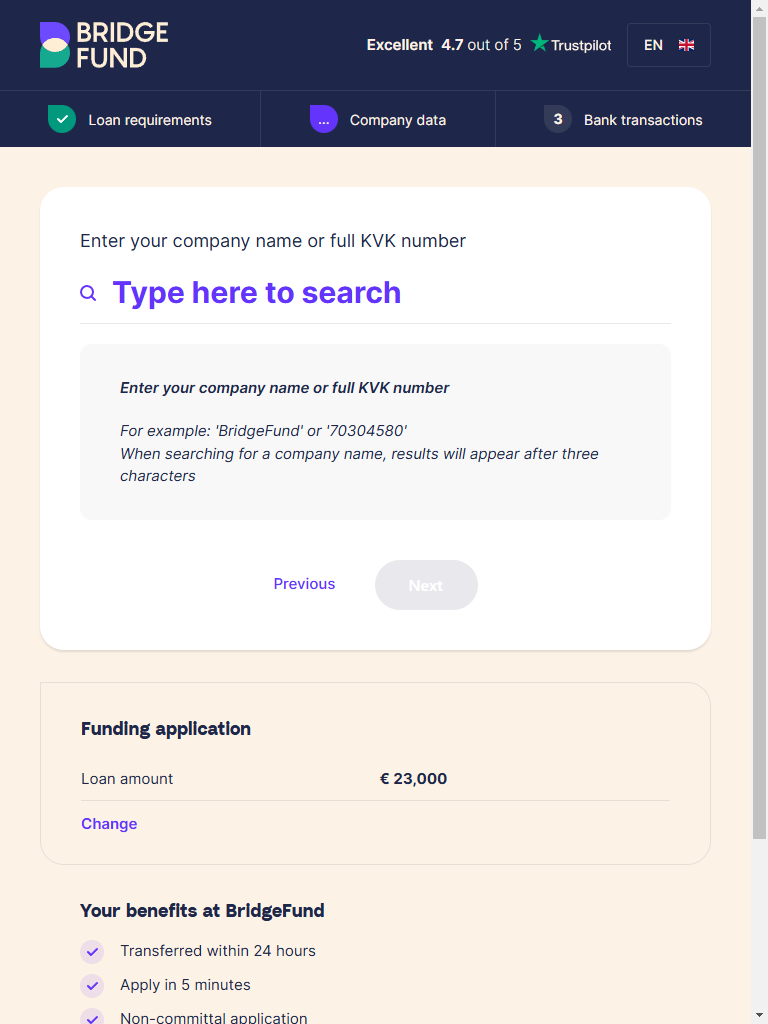 BRIDGE
FUND
Excellent 4.7 out of 5 Trustpilot
EN
Loan requirements
... Company data
3 Bank transactions
Enter your company name or full KVK number
Type here to search
Enter your company name or full KVK number
For example: 'BridgeFund' or '70304580'
When searching for a company name, results will appear after three
characters
Previous
Next
Funding application
Loan amount € 23,000
Change
Your benefits at BridgeFund
Transferred within 24 hours
Apply in 5 minutes
Non-committal application